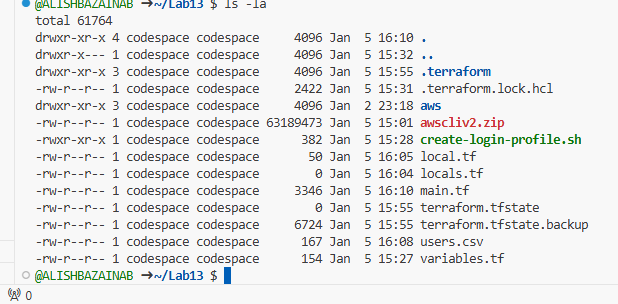 @ALISHBAZAINAB ➜~/Lab13 $ ls -la
total 61764
drwxr-xr-x 4 codespace codespace     4096 Jan  5 16:10 .
drwxr-x--- 1 codespace codespace     4096 Jan  5 15:32 ..
drwxr-xr-x 3 codespace codespace     4096 Jan  5 15:55 .terraform
-rw-r--r-- 1 codespace codespace     2422 Jan  5 15:31 .terraform.lock.hcl
drwxr-xr-x 3 codespace codespace     4096 Jan  2 23:18 aws
-rw-r--r-- 1 codespace codespace 63189473 Jan  5 15:01 awscliv2.zip
-rwxr-xr-x 1 codespace codespace      382 Jan  5 15:28 create-login-profile.sh
-rw-r--r-- 1 codespace codespace       50 Jan  5 16:05 local.tf
-rw-r--r-- 1 codespace codespace        0 Jan  5 16:04 locals.tf
-rw-r--r-- 1 codespace codespace     3346 Jan  5 16:10 main.tf
-rw-r--r-- 1 codespace codespace        0 Jan  5 15:55 terraform.tfstate
-rw-r--r-- 1 codespace codespace     6724 Jan  5 15:55 terraform.tfstate.backup
-rw-r--r-- 1 codespace codespace      167 Jan  5 16:08 users.csv
-rw-r--r-- 1 codespace codespace      154 Jan  5 15:27 variables.tf
@ALISHBAZAINAB ➜~/Lab13 $
0